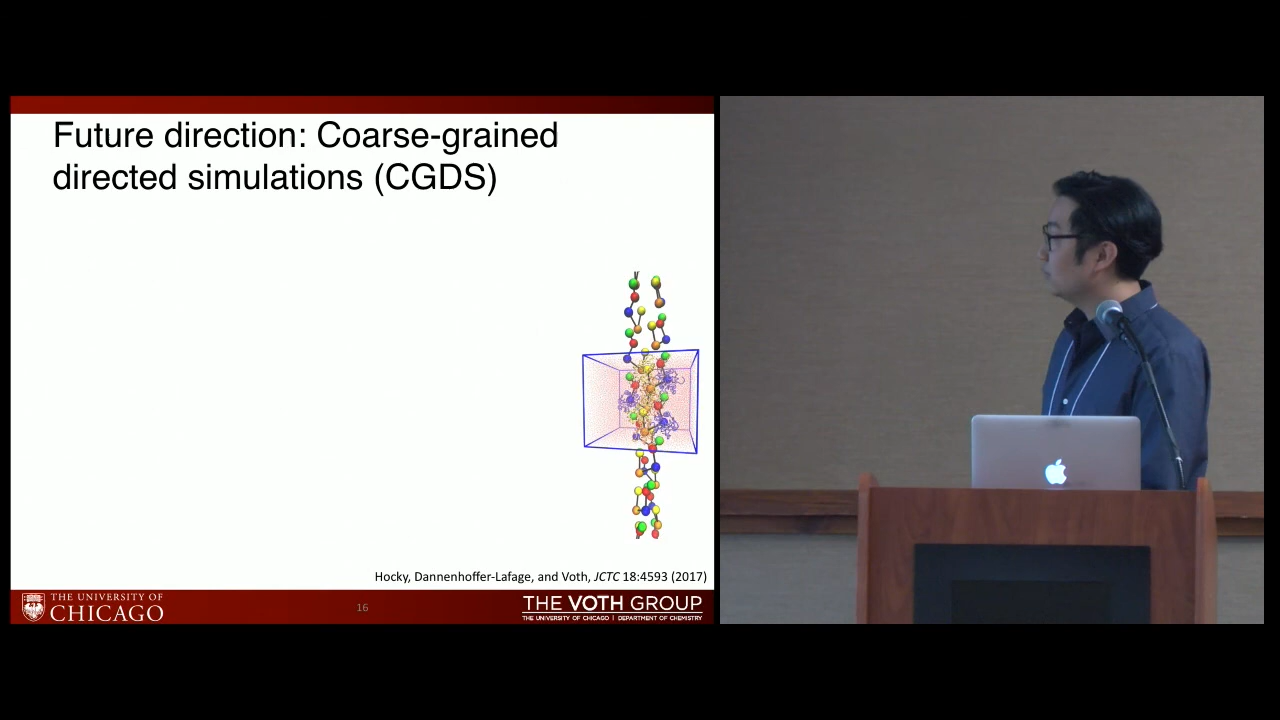 Future direction: Coarse-grained
directed simulations (CGDS)
Hocky, Dannenhoffer-Lafage, and Voth, JCTC 18:4593 (2017)
THE UNIVERSITY OF
CHICAGO
16
THE VOTH GROUP
THE UNIVERSITY OF CHICAGO | DEPARTMENT OF CHEMISTRY